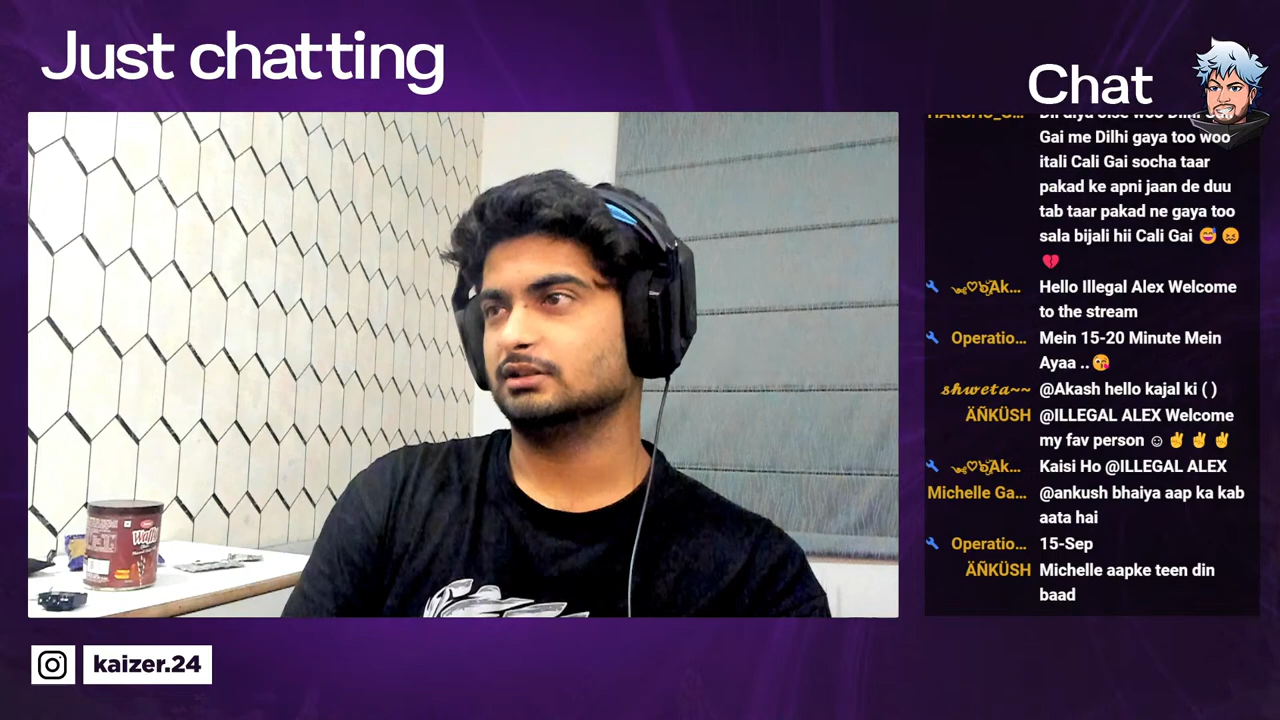 Just chatting
Chat
Gai me Dilhi gaya too woo
itali Cali Gai socha taar
pakad ke apni jaan de duu
tab taar pakad ne gaya too
sala bijali hii Cali Gai 😅 😖
💔
Hello Illegal Alex Welcome
to the stream
Operatio... Mein 15-20 Minute Mein
Ayaa ..😘
𝓼𝓱𝔀𝓮𝓽𝓪~~ @Akash hello kajal ki ( )
ÄÑKÜSH @ILLEGAL ALEX Welcome
my fav person ☺✌✌✌
Kaisi Ho @ILLEGAL ALEX
Michelle Ga... @ankush bhaiya aap ka kab
aata hai
Operatio... 15-Sep
ÄÑKÜSH Michelle aapke teen din
baad
kaizer.24